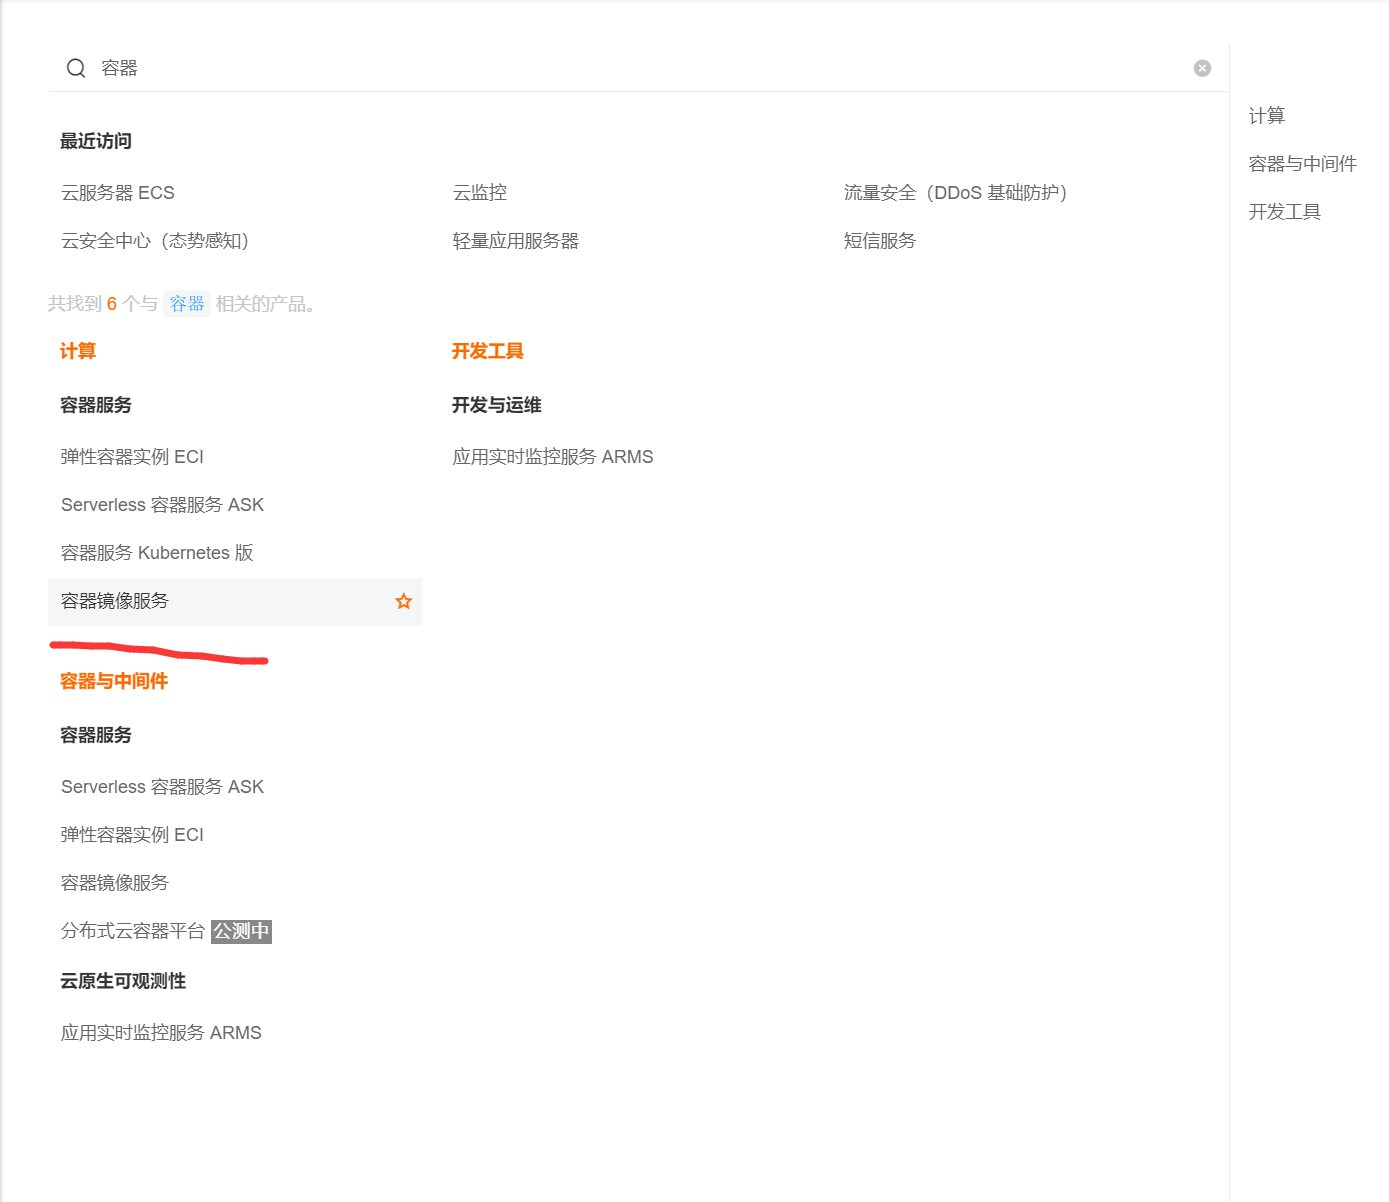 容器
最近访问
云服务器 ECS
云监控
流量安全（DDoS 基础防护）
云安全中心（态势感知）
轻量应用服务器
短信服务
共找到 6 个与 容器 相关的产品。
计算
容器服务
弹性容器实例 ECI
Serverless 容器服务 ASK
容器服务 Kubernetes 版
容器镜像服务
容器与中间件
容器服务
Serverless 容器服务 ASK
弹性容器实例 ECI
容器镜像服务
分布式云容器平台 公测中
云原生可观测性
应用实时监控服务 ARMS
开发工具
开发与运维
应用实时监控服务 ARMS
计算
容器与中间件
开发工具